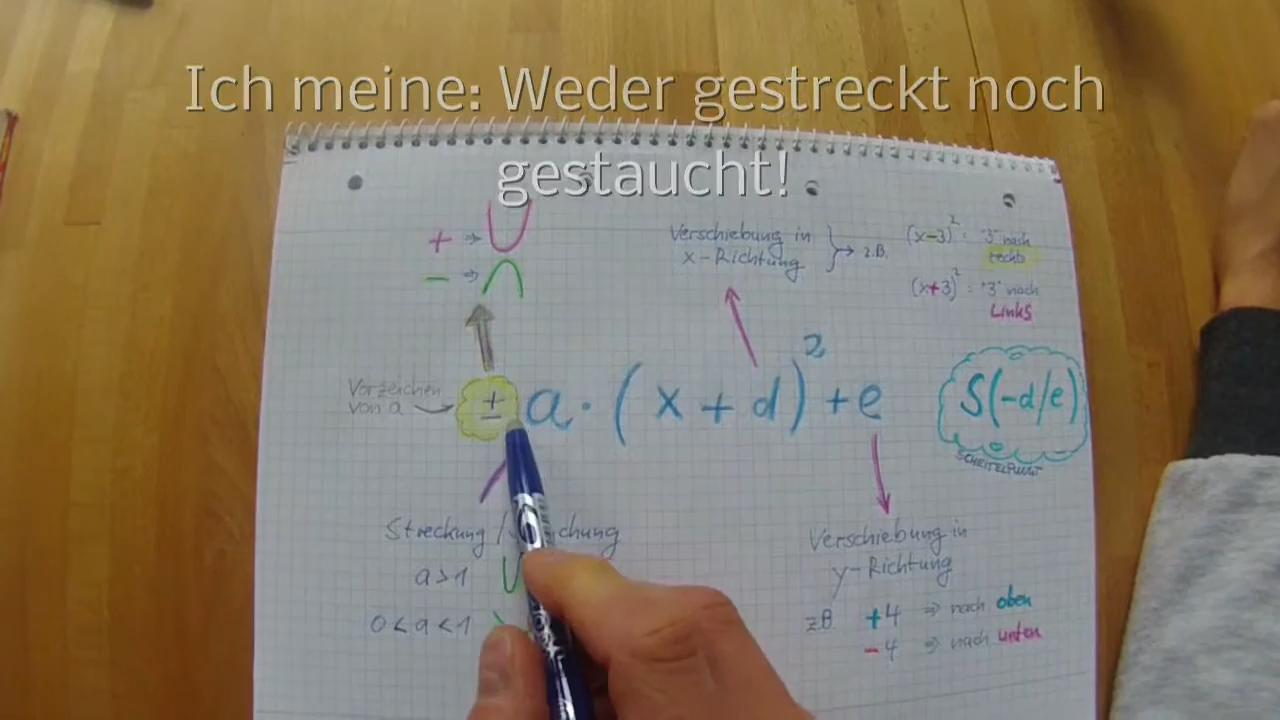 Ich meine: Weder gestreckt noch
gestaucht!
+ ⇒
− ⇒
Verschiebung in
x-Richtung
→ z.B.
(x−3)² = "3" nach
rechts
(x+3)² = "3" nach
Links
Vorzeichen
von a
± a · (x + d)² + e
S(-d/e)
SCHEITELPUNKT
Streckung /
a>1
0<a<1
Verschiebung in
y-Richtung
z.B. +4 ⇒ nach oben
−4 ⇒ nach unten